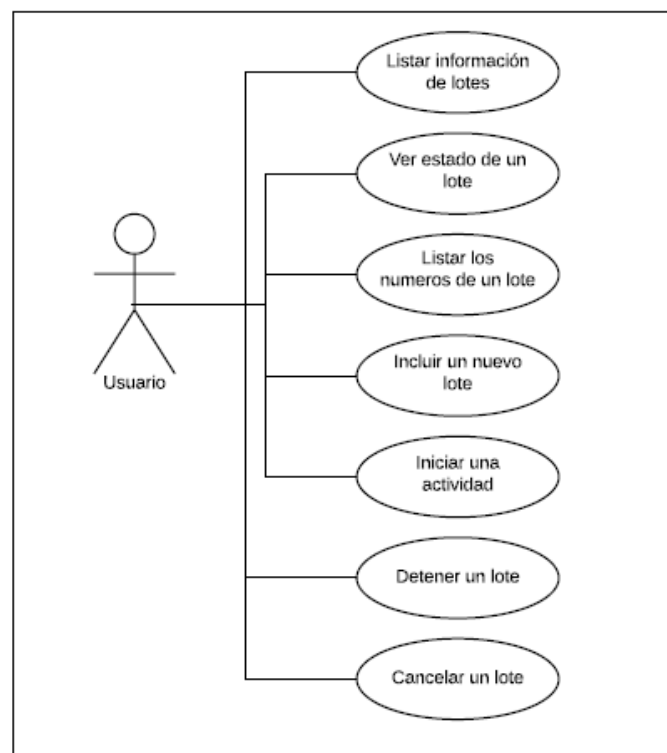 Listar información
de lotes
Ver estado de un
lote
Listar los
numeros de un lote
Incluir un nuevo
lote
Iniciar una
actividad
Detener un lote
Cancelar un lote
Usuario